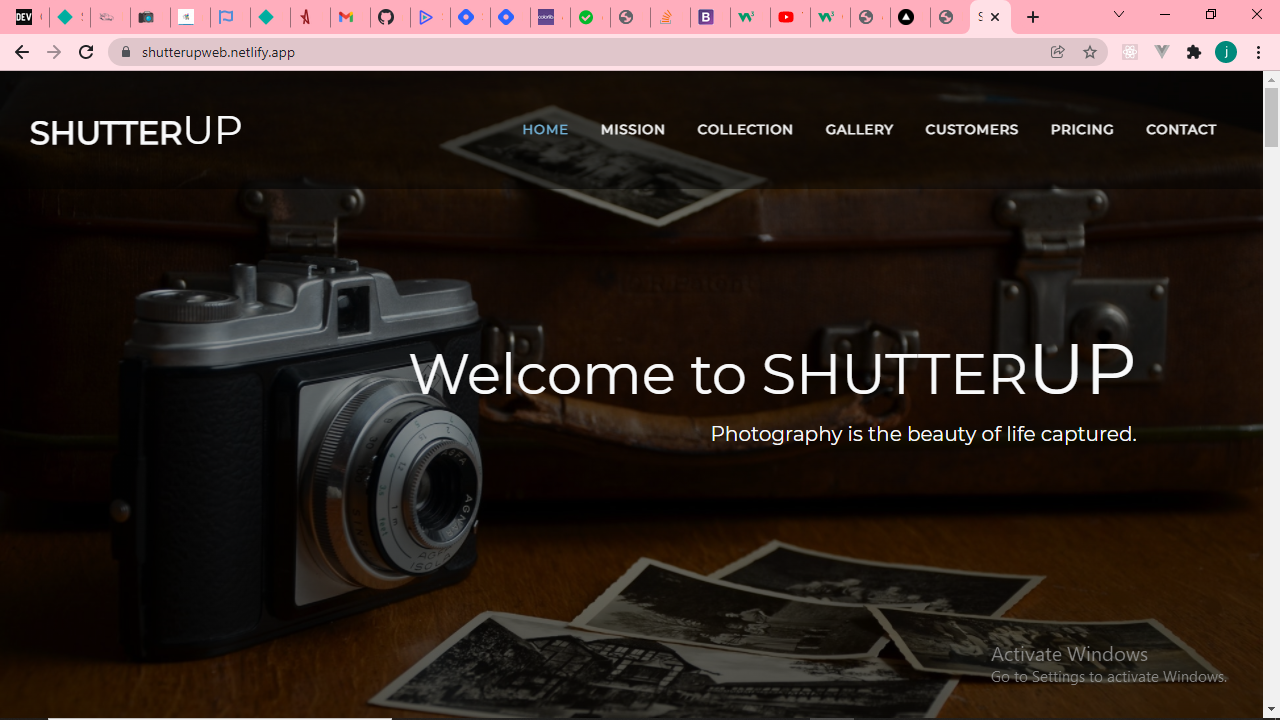 DEV
shutterupweb.netlify.app
j
SHUTTERUP
HOME
MISSION
COLLECTION
GALLERY
CUSTOMERS
PRICING
CONTACT
Welcome to SHUTTERUP
Photography is the beauty of life captured.
Activate Windows
Go to Settings to activate Windows.